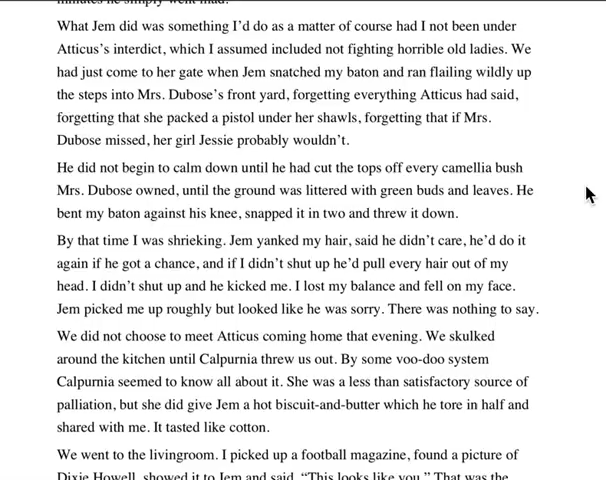 minutes he simply went mad.
What Jem did was something I’d do as a matter of course had I not been under
Atticus’s interdict, which I assumed included not fighting horrible old ladies. We
had just come to her gate when Jem snatched my baton and ran flailing wildly up
the steps into Mrs. Dubose’s front yard, forgetting everything Atticus had said,
forgetting that she packed a pistol under her shawls, forgetting that if Mrs.
Dubose missed, her girl Jessie probably wouldn’t.
He did not begin to calm down until he had cut the tops off every camellia bush
Mrs. Dubose owned, until the ground was littered with green buds and leaves. He
bent my baton against his knee, snapped it in two and threw it down.
By that time I was shrieking. Jem yanked my hair, said he didn’t care, he’d do it
again if he got a chance, and if I didn’t shut up he’d pull every hair out of my
head. I didn’t shut up and he kicked me. I lost my balance and fell on my face.
Jem picked me up roughly but looked like he was sorry. There was nothing to say.
We did not choose to meet Atticus coming home that evening. We skulked
around the kitchen until Calpurnia threw us out. By some voo-doo system
Calpurnia seemed to know all about it. She was a less than satisfactory source of
palliation, but she did give Jem a hot biscuit-and-butter which he tore in half and
shared with me. It tasted like cotton.
We went to the livingroom. I picked up a football magazine, found a picture of
Dixie Howell, showed it to Jem and said, “This looks like you.” That was the